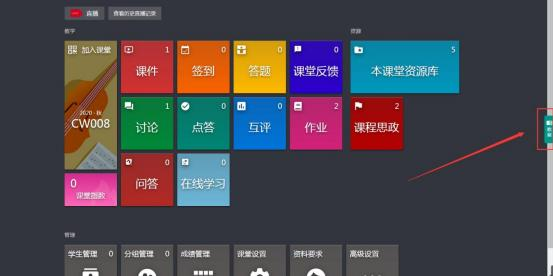 直播 查看历史直播记录
教学 资源
加入课堂
2020 - 秋
CW008
0
课堂指数
1
课件
0
签到
0
答题
0
课堂反馈
5
本课堂资源库
1
讨论
0
点答
0
互评
2
作业
2
课程思政
0
问答
0
在线学习
管理
学生管理 0 分组管理 0 成绩管理 课堂设置 资料要求 高级设置